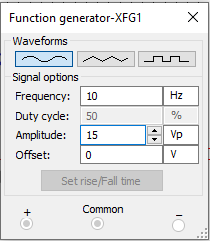 Function generator-XFG1
Waveforms
Signal options
Frequency: 10 Hz
Duty cycle: 50 %
Amplitude: 15 Vp
Offset: 0 V
Set rise/Fall time
+ Common –